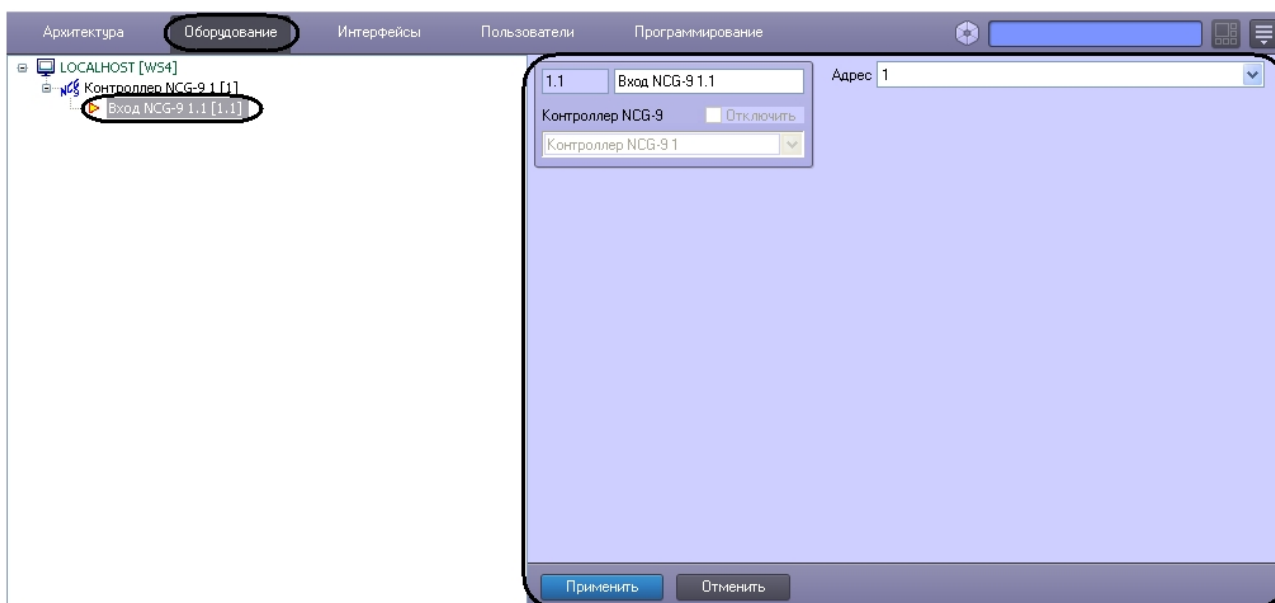 Архитектура Оборудование Интерфейсы Пользователи Программирование
LOCALHOST [WS4]
NCG Контроллер NCG-9 1 [1]
Вход NCG-9 1.1 [1.1]
1.1 Вход NCG-9 1.1
Адрес 1
Контроллер NCG-9 Отключить
Контроллер NCG-9 1
Применить Отменить